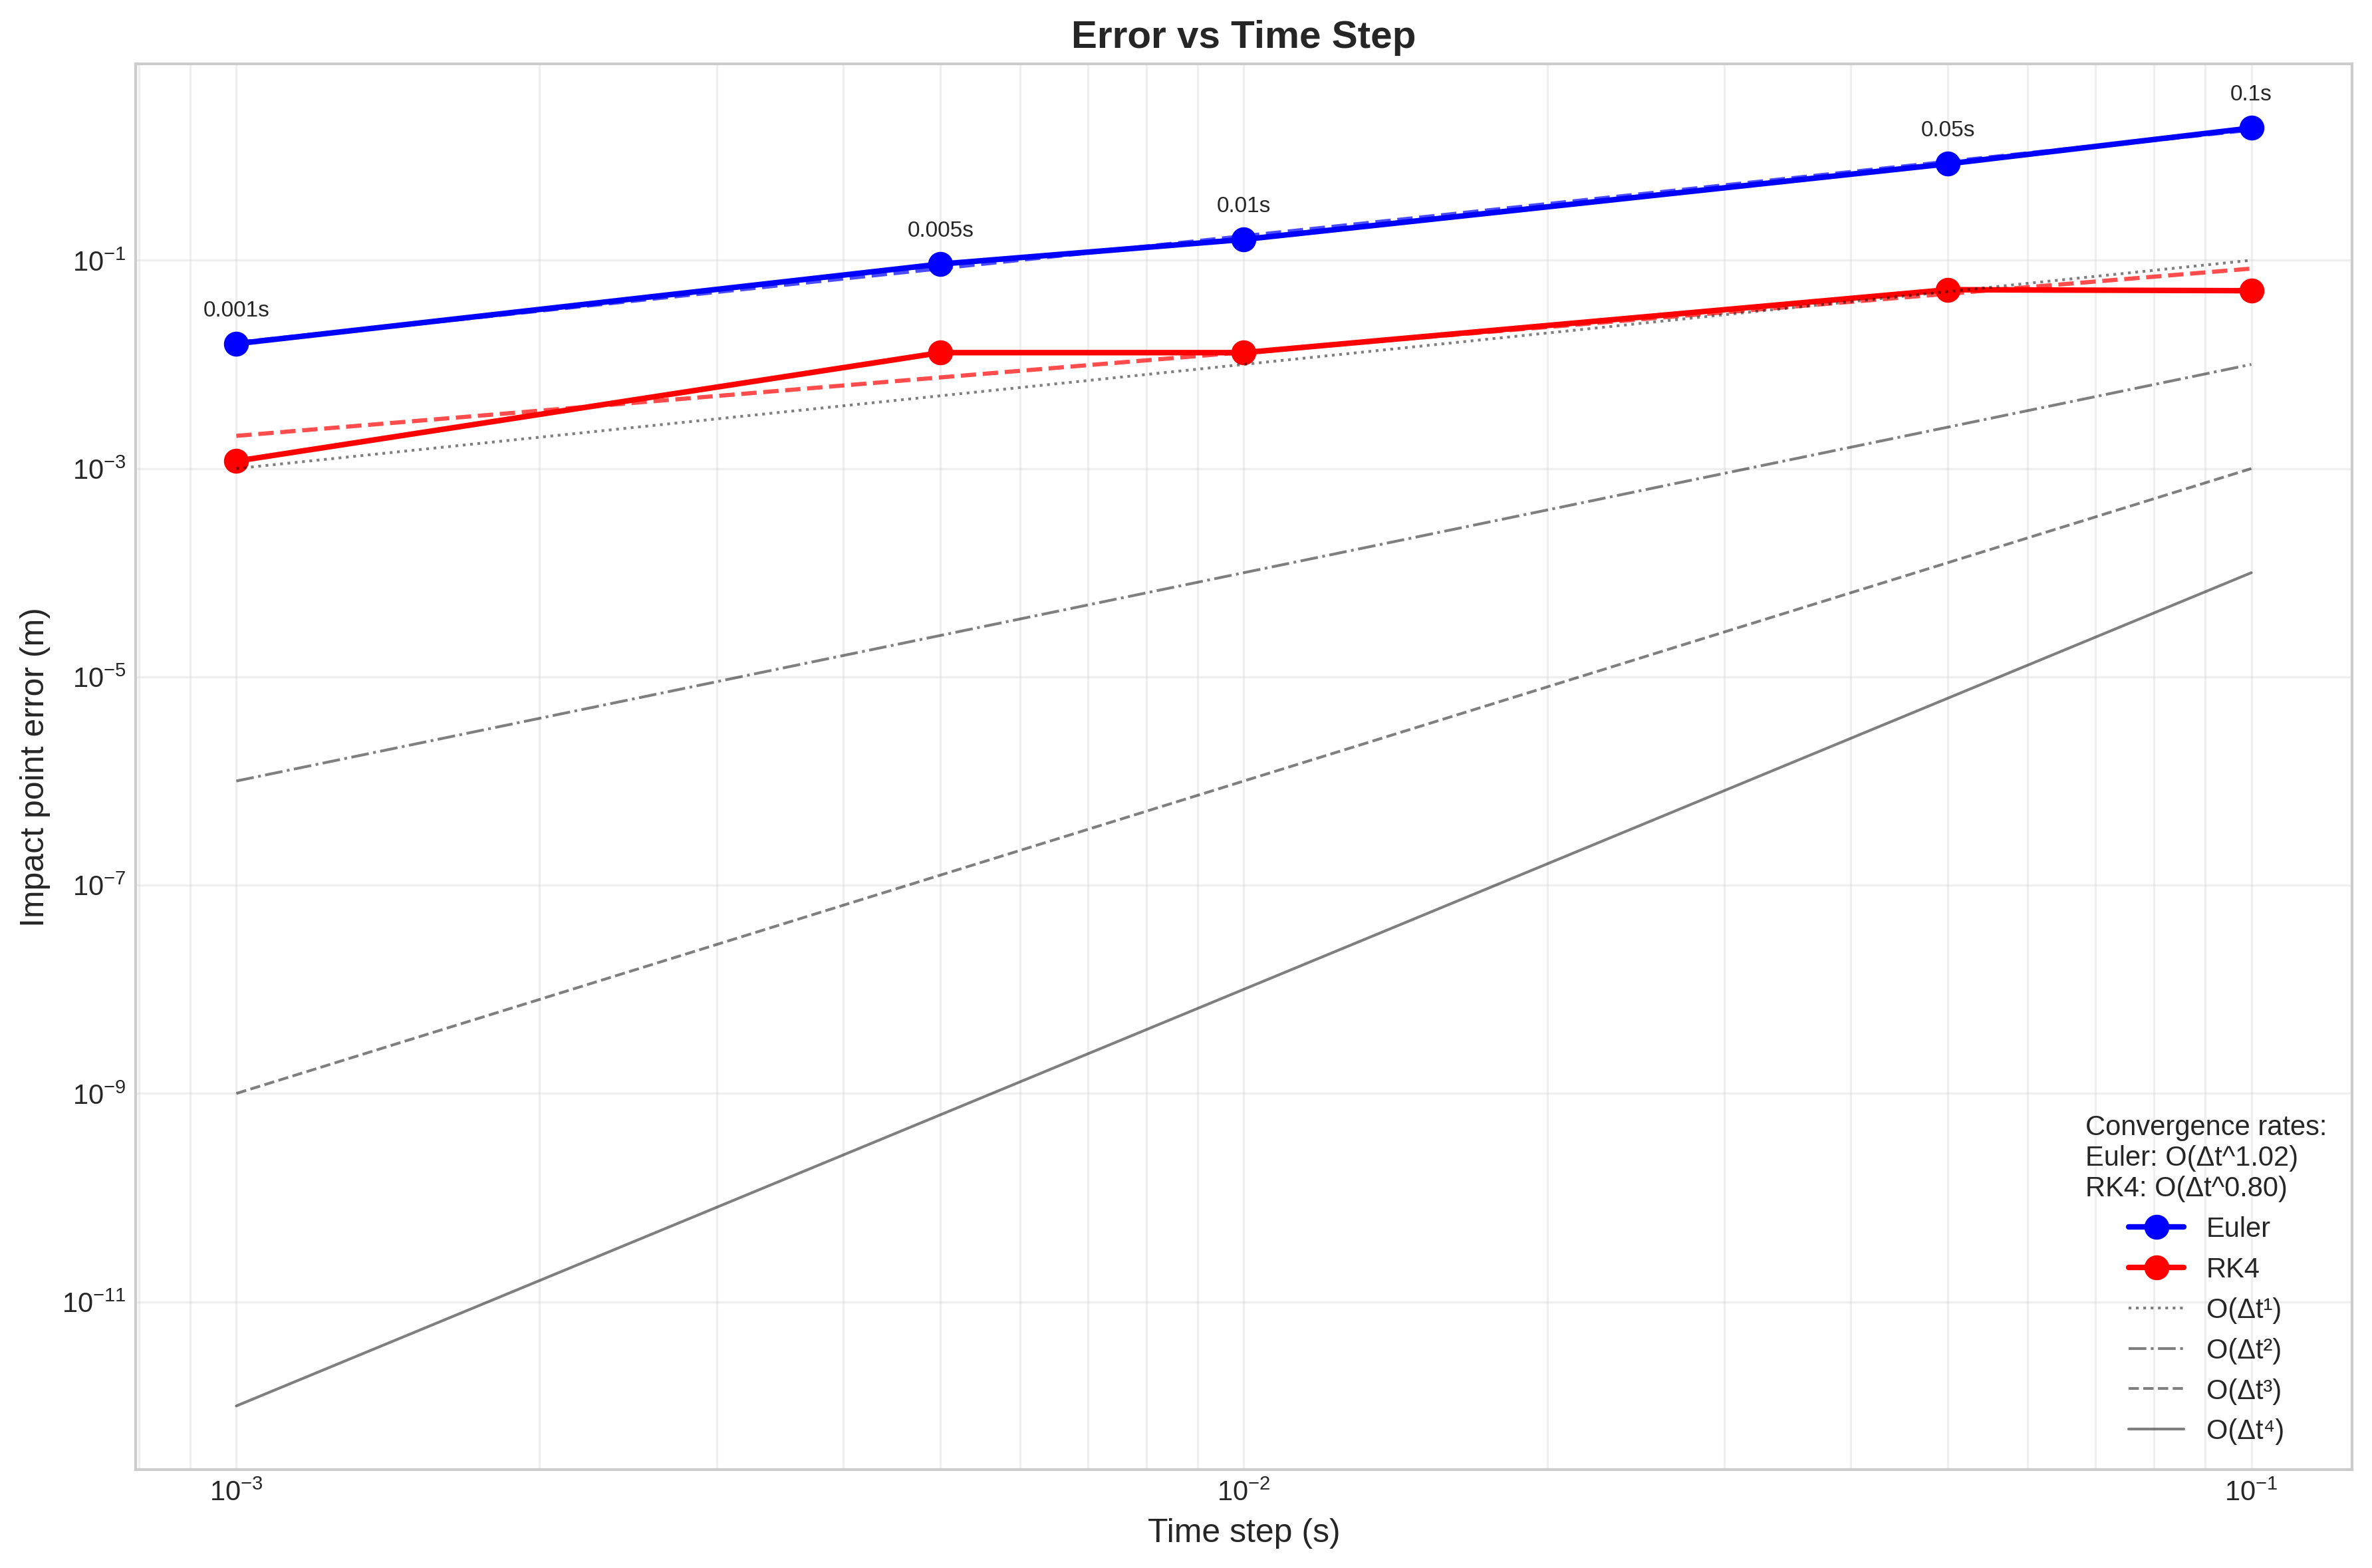 Error vs Time Step
0.1s
0.05s
0.01s
0.005s
0.001s
10⁻¹
10⁻³
10⁻⁵
10⁻⁷
10⁻⁹
10⁻¹¹
Impact point error (m)
Convergence rates:
Euler: O(Δt^1.02)
RK4: O(Δt^0.80)
Euler
RK4
O(Δt¹)
O(Δt²)
O(Δt³)
O(Δt⁴)
10⁻³
10⁻²
10⁻¹
Time step (s)